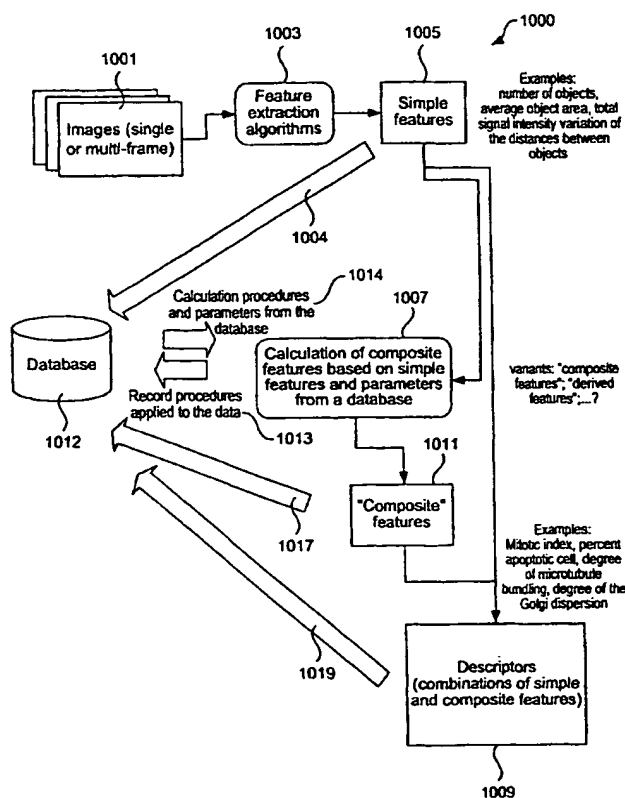 1000
1003
1005
1001
Images (single
or multi-frame)
Feature
extraction
algorithms
Simple
features
Examples:
number of objects,
average object area, total
signal intensity variation of
the distances between
objects
1004
1014
Calculation procedures
and parameters from the
database
1007
Database
1012
Calculation of composite
features based on simple
features and parameters
from a database
variants: "composite
features"; "derived
features";....?
Record procedures
applied to the data
1013
1011
"Composite"
features
1017
Examples:
Mitotic index, percent
apoptotic cell, degree
of microtubute
bundling, degree of the
Golgi dispersion
1019
Descriptors
(combinations of simple
and composite features)
1009